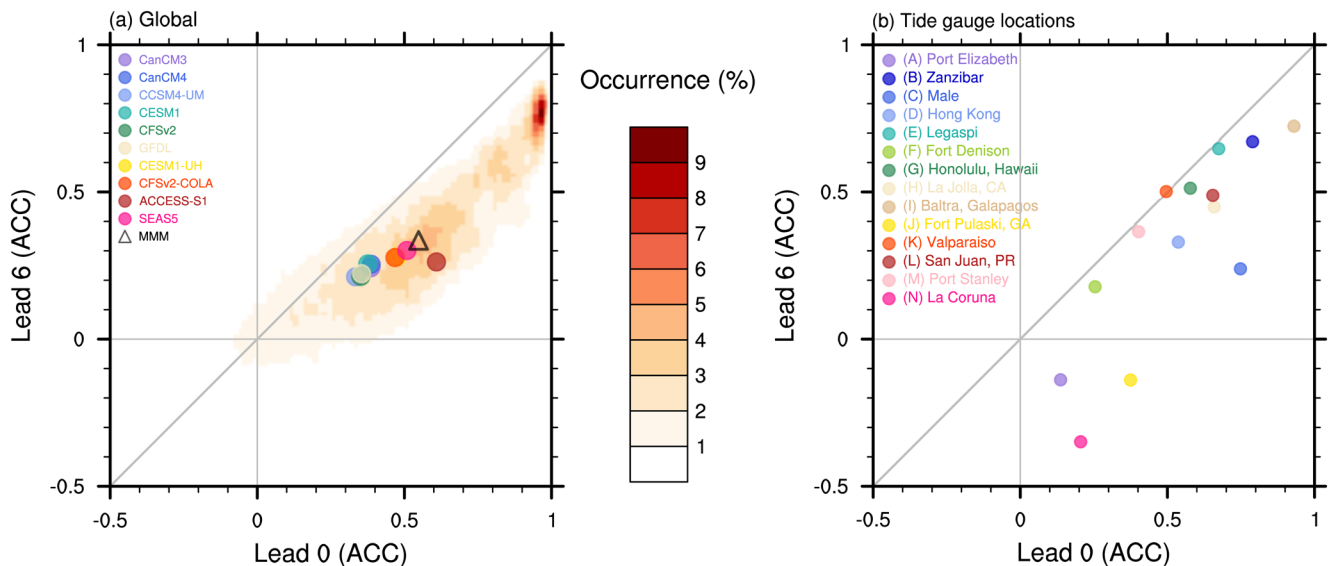 (a) Global
1
0.5
0
-0.5
Lead 6 (ACC)
CanCM3
CanCM4
CCSM4-UM
CESM1
CFSv2
GFDL
CESM1-UH
CFSv2-COLA
ACCESS-S1
SEAS5
MMM
-0.5
0
0.5
1
Lead 0 (ACC)
Occurrence (%)
9
8
7
6
5
4
3
2
1
(b) Tide gauge locations
1
0.5
0
-0.5
Lead 6 (ACC)
(A) Port Elizabeth
(B) Zanzibar
(C) Male
(D) Hong Kong
(E) Legaspi
(F) Fort Denison
(G) Honolulu, Hawaii
(H) La Jolla, CA
(I) Baltra, Galapagos
(J) Fort Pulaski, GA
(K) Valparaiso
(L) San Juan, PR
(M) Port Stanley
(N) La Coruna
-0.5
0
0.5
1
Lead 0 (ACC)